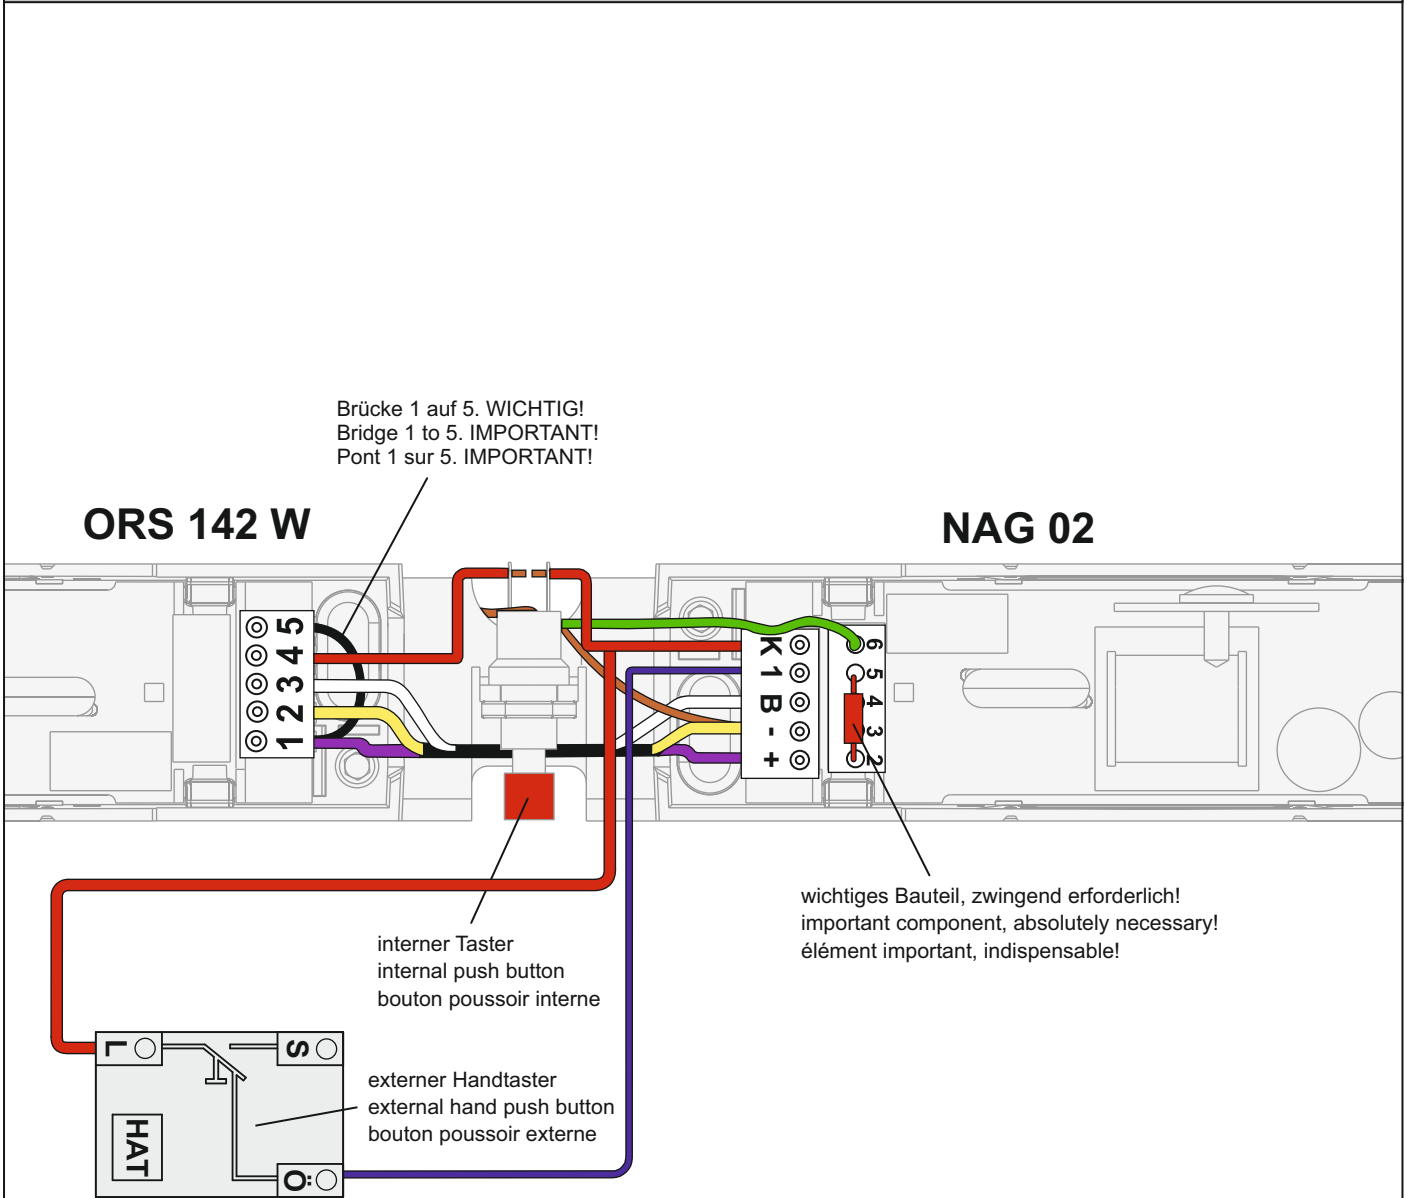 Brücke 1 auf 5. WICHTIG!
Bridge 1 to 5. IMPORTANT!
Pont 1 sur 5. IMPORTANT!
ORS 142 W
NAG 02
5
4
3
2
1
K
1
B
-
+
6
5
4
3
2
wichtiges Bauteil, zwingend erforderlich!
important component, absolutely necessary!
élément important, indispensable!
interner Taster
internal push button
bouton poussoir interne
L
S
externer Handtaster
external hand push button
bouton poussoir externe
HAT
Ö